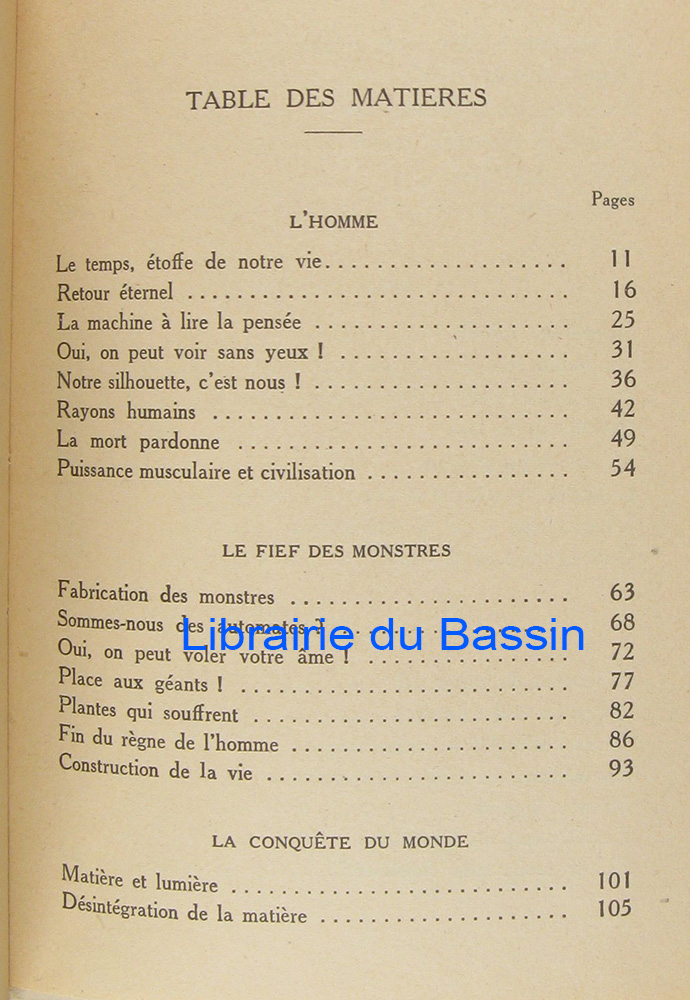 TABLE DES MATIERES
Pages
L'HOMME
Le temps, étoffe de notre vie.................... 11
Retour éternel ............................... 16
La machine à lire la pensée ..................... 25
Oui, on peut voir sans yeux ! ................... 31
Notre silhouette, c'est nous ! ..................... 36
Rayons humains ............................. 42
La mort pardonne ........................... 49
Puissance musculaire et civilisation ................. 54
LE FIEF DES MONSTRES
Fabrication des monstres ....................... 63
Sommes-nous des automates ? .................... 68
Librairie du Bassin
Oui, on peut voler votre âme ! ................. 72
Place aux géants ! ........................... 77
Plantes qui souffrent .......................... 82
Fin du règne de l'homme ....................... 86
Construction de la vie ......................... 93
LA CONQUÊTE DU MONDE
Matière et lumière ............................ 101
Désintégration de la matière ..................... 105